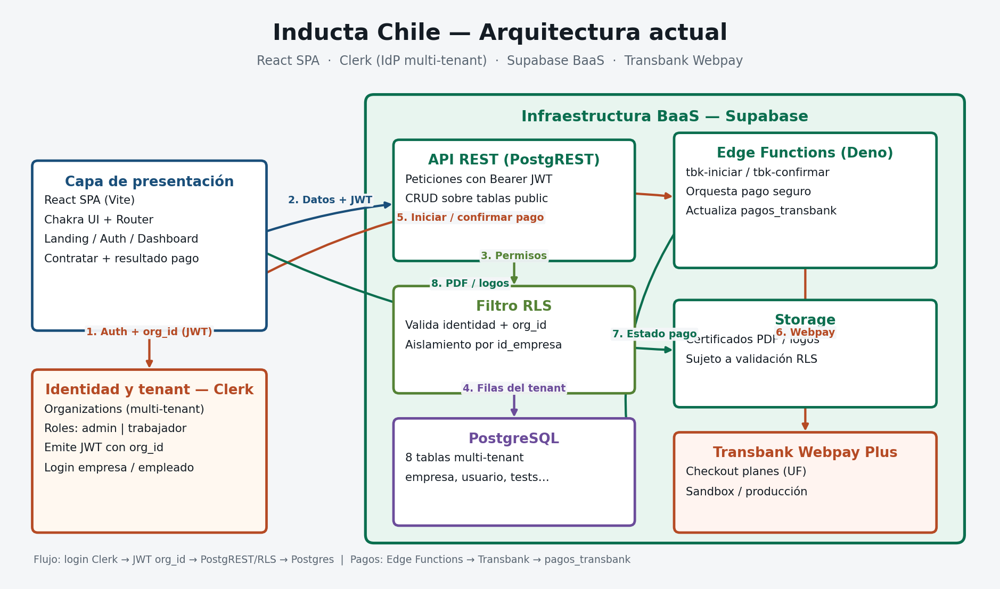 Inducta Chile — Arquitectura actual
React SPA · Clerk (IdP multi-tenant) · Supabase BaaS · Transbank Webpay
Capa de presentación
React SPA (Vite)
Chakra UI + Router
Landing / Auth / Dashboard
Contratar + resultado pago
1. Auth + org_id (JWT)
Identidad y tenant — Clerk
Organizations (multi-tenant)
Roles: admin | trabajador
Emite JWT con org_id
Login empresa / empleado
2. Datos + JWT
Infraestructura BaaS — Supabase
API REST (PostgREST)
Peticiones con Bearer JWT
CRUD sobre tablas public
5. Iniciar / confirmar pago
3. Permisos
8. PDF / logos
Filtro RLS
Valida identidad + org_id
Aislamiento por id_empresa
4. Filas del tenant
PostgreSQL
8 tablas multi-tenant
empresa, usuario, tests...
Edge Functions (Deno)
tbk-iniciar / tbk-confirmar
Orquesta pago seguro
Actualiza pagos_transbank
7. Estado pago
Storage
6. Webpay
Certificados PDF / logos
Sujeto a validación RLS
Transbank Webpay Plus
Checkout planes (UF)
Sandbox / producción
Flujo: login Clerk → JWT org_id → PostgREST/RLS → Postgres | Pagos: Edge Functions → Transbank → pagos_transbank